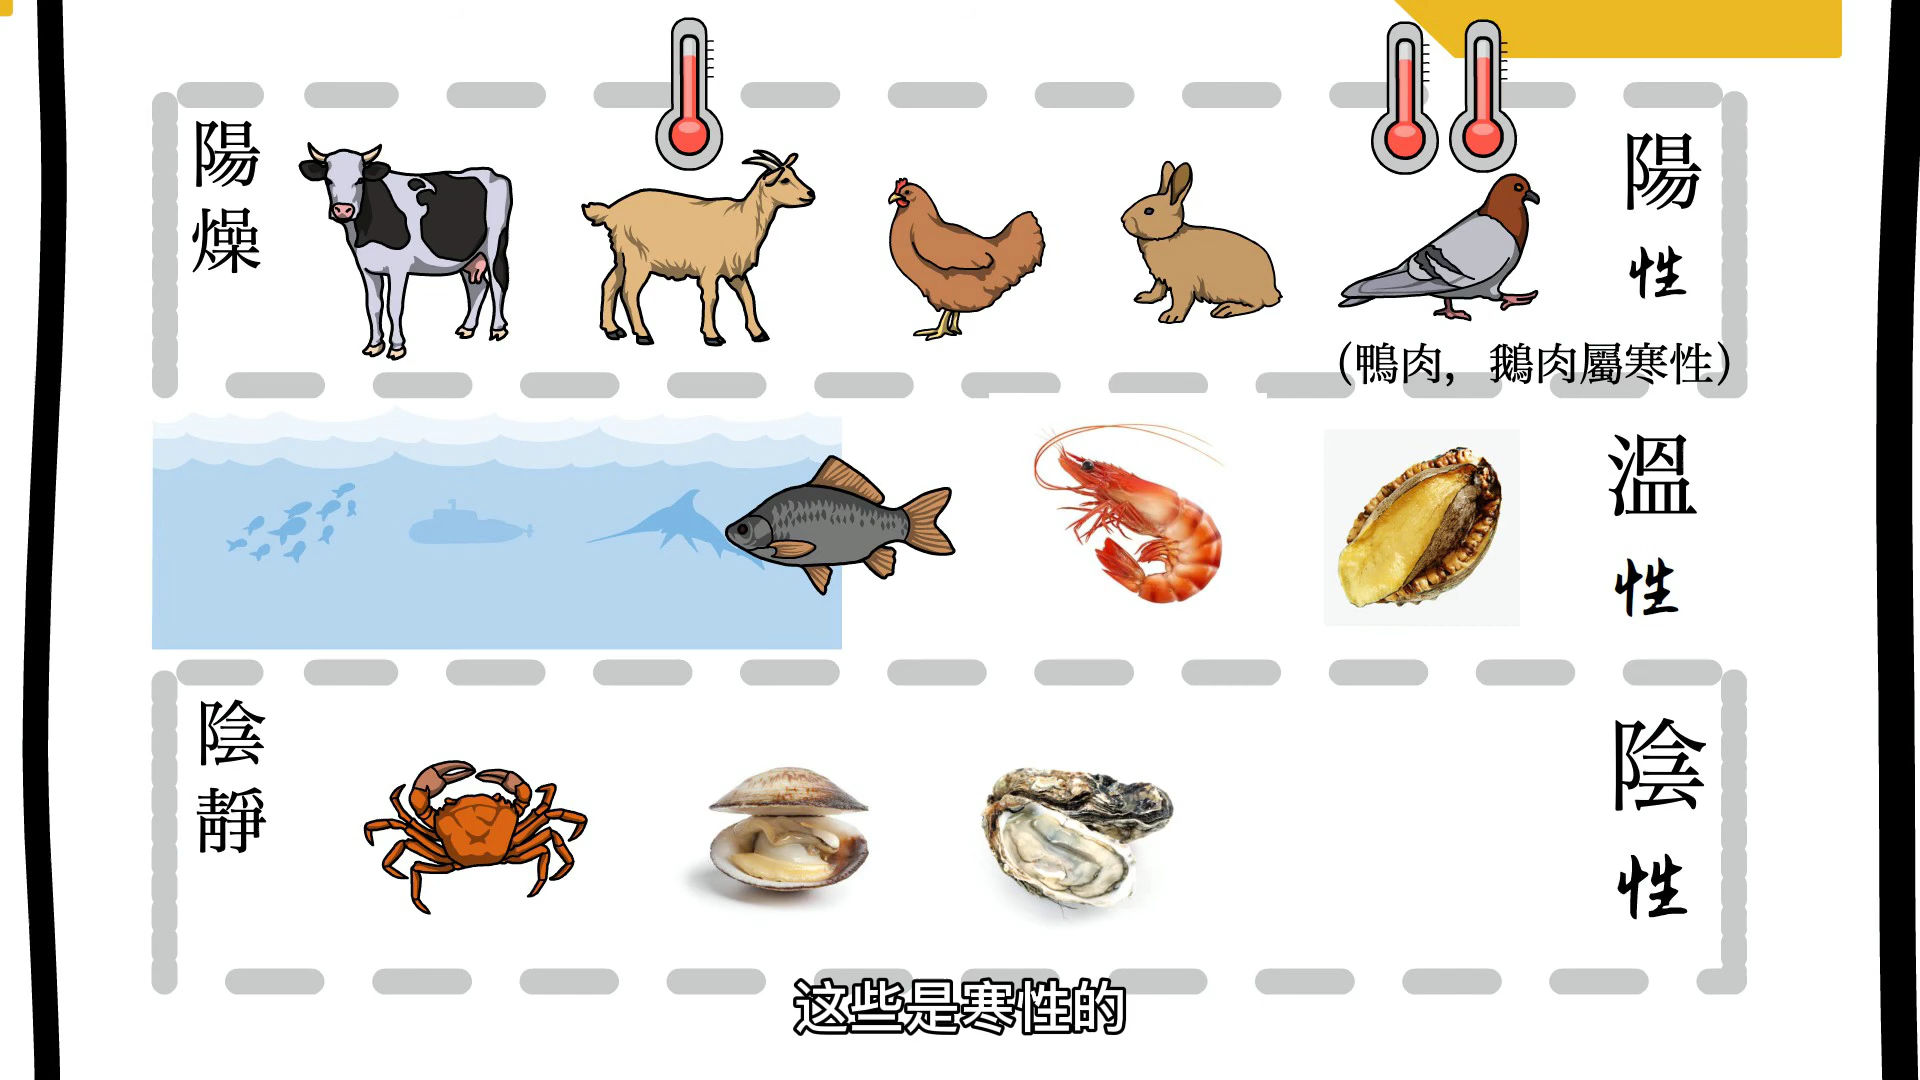 陽燥
陽性
(鴨肉，鵝肉屬寒性)
溫性
陰靜
陰性
这些是寒性的